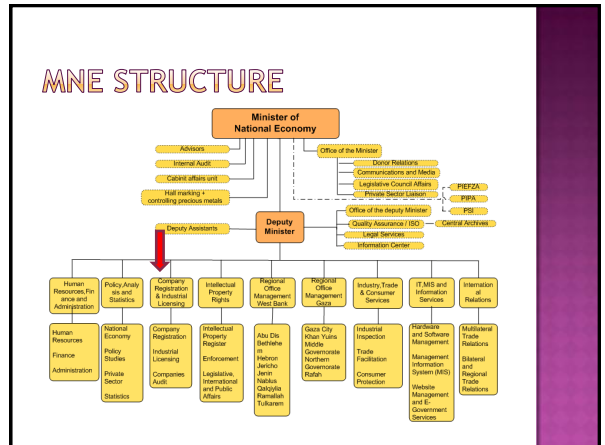 MNE STRUCTURE
Minister of
National Economy
Advisors
Internal Audit
Cabinit affairs unit
Hall marking +
controlling precious metals
Office of the Minister
Donor Relations
Communications and Media
Legislative Council Affairs
Private Sector Liaison
PIEFZA
PIPA
PSI
Deputy Assistants
Deputy
Minister
Office of the deputy Minister
Quality Assurance / ISO
Central Archives
Legal Services
Information Center
Human
Resources,Fin
ance and
Administration
Policy,Analy
sis and
Statistics
Company
Registration
& Industrial
Licensing
Intellectual
Property
Rights
Regional
Office
Management
West Bank
Regional
Office
Management
Gaza
Industry,Trade
& Consumer
Services
IT,MIS and
Information
Services
Internation
al
Relations
Human
Resources
Finance
Administration
National
Economy
Policy
Studies
Private
Sector
Statistics
Company
Registration
Industrial
Licensing
Companies
Audit
Intellectual
Property
Register
Enforcement
Legislative,
International
and Public
Affairs
Abu Dis
Bethlehe
m
Hebron
Jericho
Jenin
Nablus
Qalqiylia
Ramallah
Tulkarem
Gaza City
Khan Yuins
Middle
Governorate
Northern
Governorate
Rafah
Industrial
Inspection
Trade
Facilitation
Consumer
Protection
Hardware
and Software
Management
Management
Information
System (MIS)
Website
Management
and E-
Government
Services
Multilateral
Trade
Relations
Bilateral
and
Regional
Trade
Relations